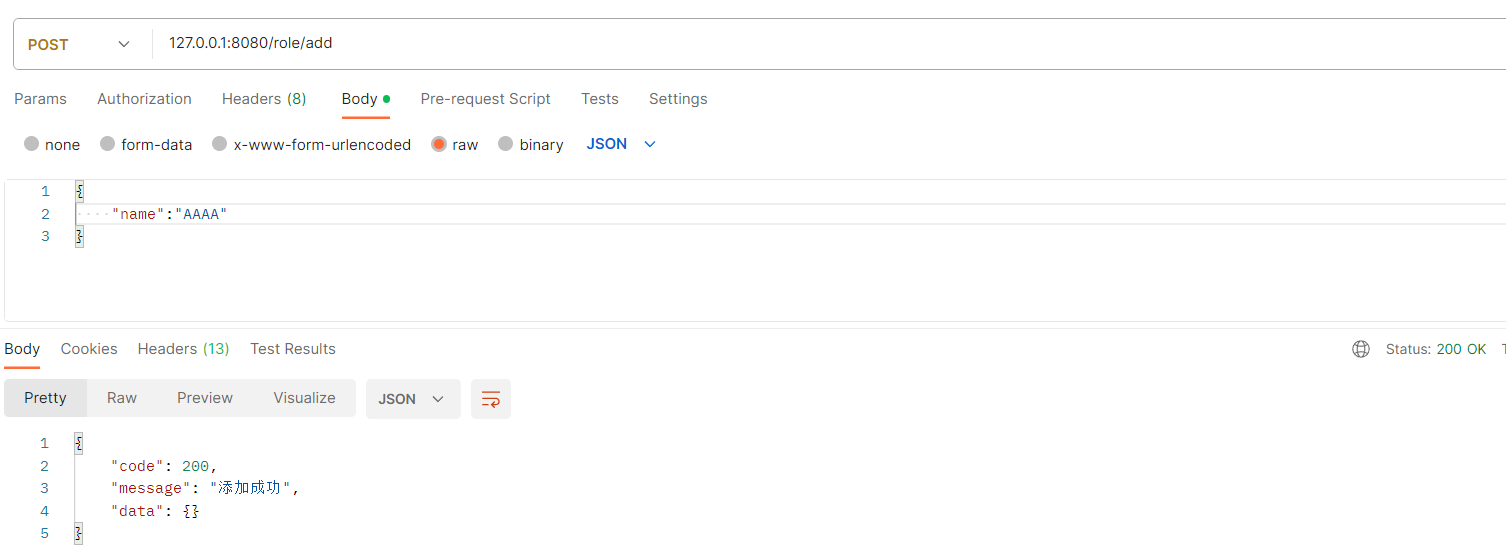 POST 127.0.0.1:8080/role/add
Params Authorization Headers (8) Body Pre-request Script Tests Settings
none form-data x-www-form-urlencoded raw binary JSON
1 {
2 "name":"AAAA"
3 }
Body Cookies Headers (13) Test Results Status: 200 OK
Pretty Raw Preview Visualize JSON
1 {
2 "code": 200,
3 "message": "添加成功",
4 "data": {}
5 }